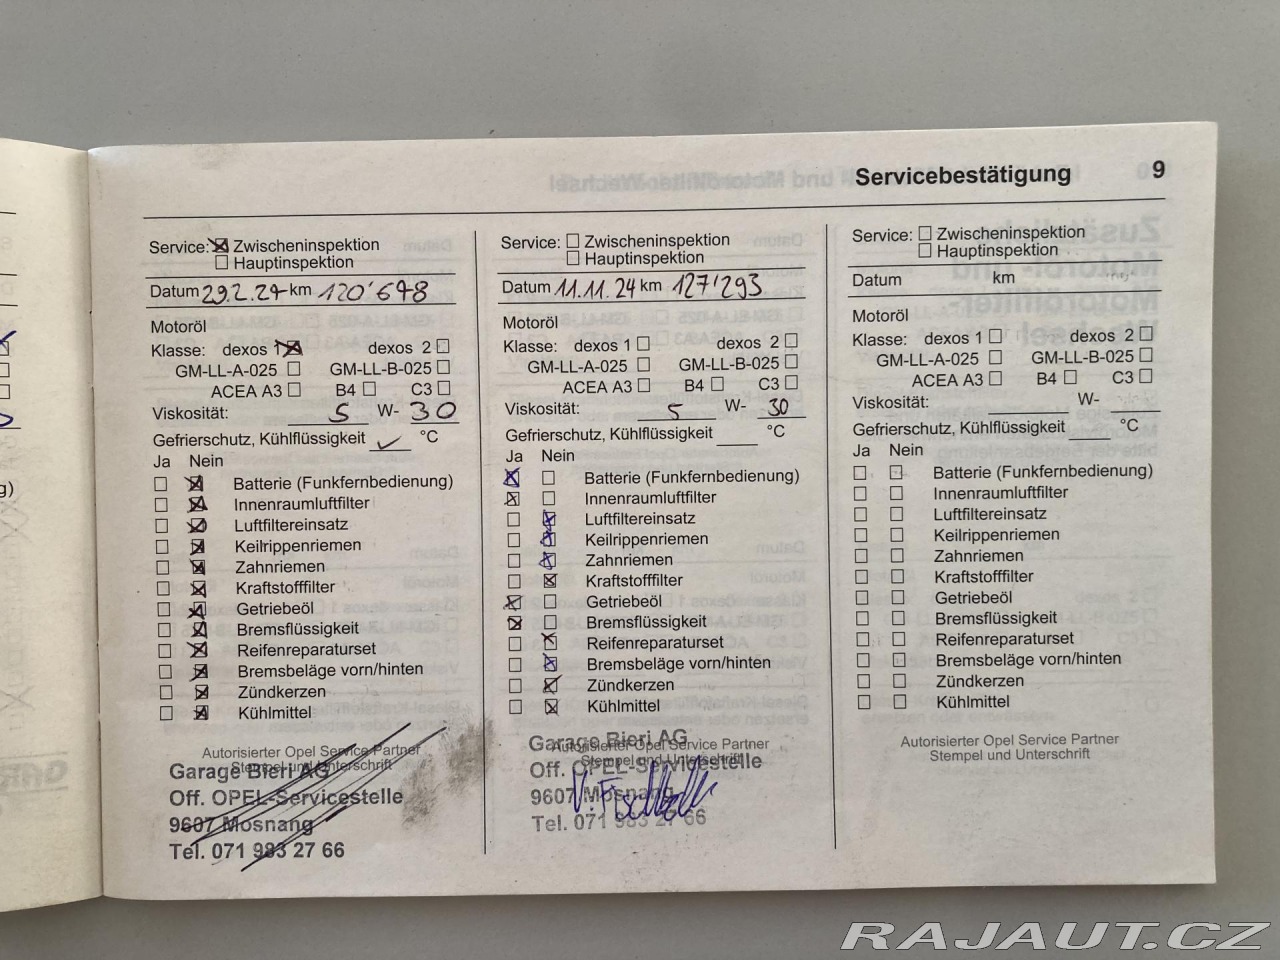 Servicebestätigung 9
Service: Zwischeninspektion
Hauptinspektion
Datum 29.2.24 km 120'648
Motoröl
Klasse: dexos 1 dexos 2
GM-LL-A-025 GM-LL-B-025
ACEA A3 B4 C3
Viskosität: 5 W- 30
Gefrierschutz, Kühlflüssigkeit ✓ °C
Ja Nein
Batterie (Funkfernbedienung)
Innenraumluftfilter
Luftfiltereinsatz
Keilrippenriemen
Zahnriemen
Kraftstofffilter
Getriebeöl
Bremsflüssigkeit
Reifenreparaturset
Bremsbeläge vorn/hinten
Zündkerzen
Kühlmittel
Autorisierter Opel Service Partner
Stempel und Unterschrift
Garage Bieri AG
Off. OPEL-Servicestelle
9607 Mosnang
Tel. 071 983 27 66
Service: Zwischeninspektion
Hauptinspektion
Datum 11.11.24 km 127'293
Motoröl
Klasse: dexos 1 dexos 2
GM-LL-A-025 GM-LL-B-025
ACEA A3 B4 C3
Viskosität: 5 W- 30
Gefrierschutz, Kühlflüssigkeit °C
Ja Nein
Batterie (Funkfernbedienung)
Innenraumluftfilter
Luftfiltereinsatz
Keilrippenriemen
Zahnriemen
Kraftstofffilter
Getriebeöl
Bremsflüssigkeit
Reifenreparaturset
Bremsbeläge vorn/hinten
Zündkerzen
Kühlmittel
Autorisierter Opel Service Partner
Stempel und Unterschrift
Garage Bieri AG
Off. OPEL-Servicestelle
9607 Mosnang
Tel. 071 983 27 66
Service: Zwischeninspektion
Hauptinspektion
Datum km
Motoröl
Klasse: dexos 1 dexos 2
GM-LL-A-025 GM-LL-B-025
ACEA A3 B4 C3
Viskosität: W-
Gefrierschutz, Kühlflüssigkeit °C
Ja Nein
Batterie (Funkfernbedienung)
Innenraumluftfilter
Luftfiltereinsatz
Keilrippenriemen
Zahnriemen
Kraftstofffilter
Getriebeöl
Bremsflüssigkeit
Reifenreparaturset
Bremsbeläge vorn/hinten
Zündkerzen
Kühlmittel
Autorisierter Opel Service Partner
Stempel und Unterschrift
RAJAUT.CZ